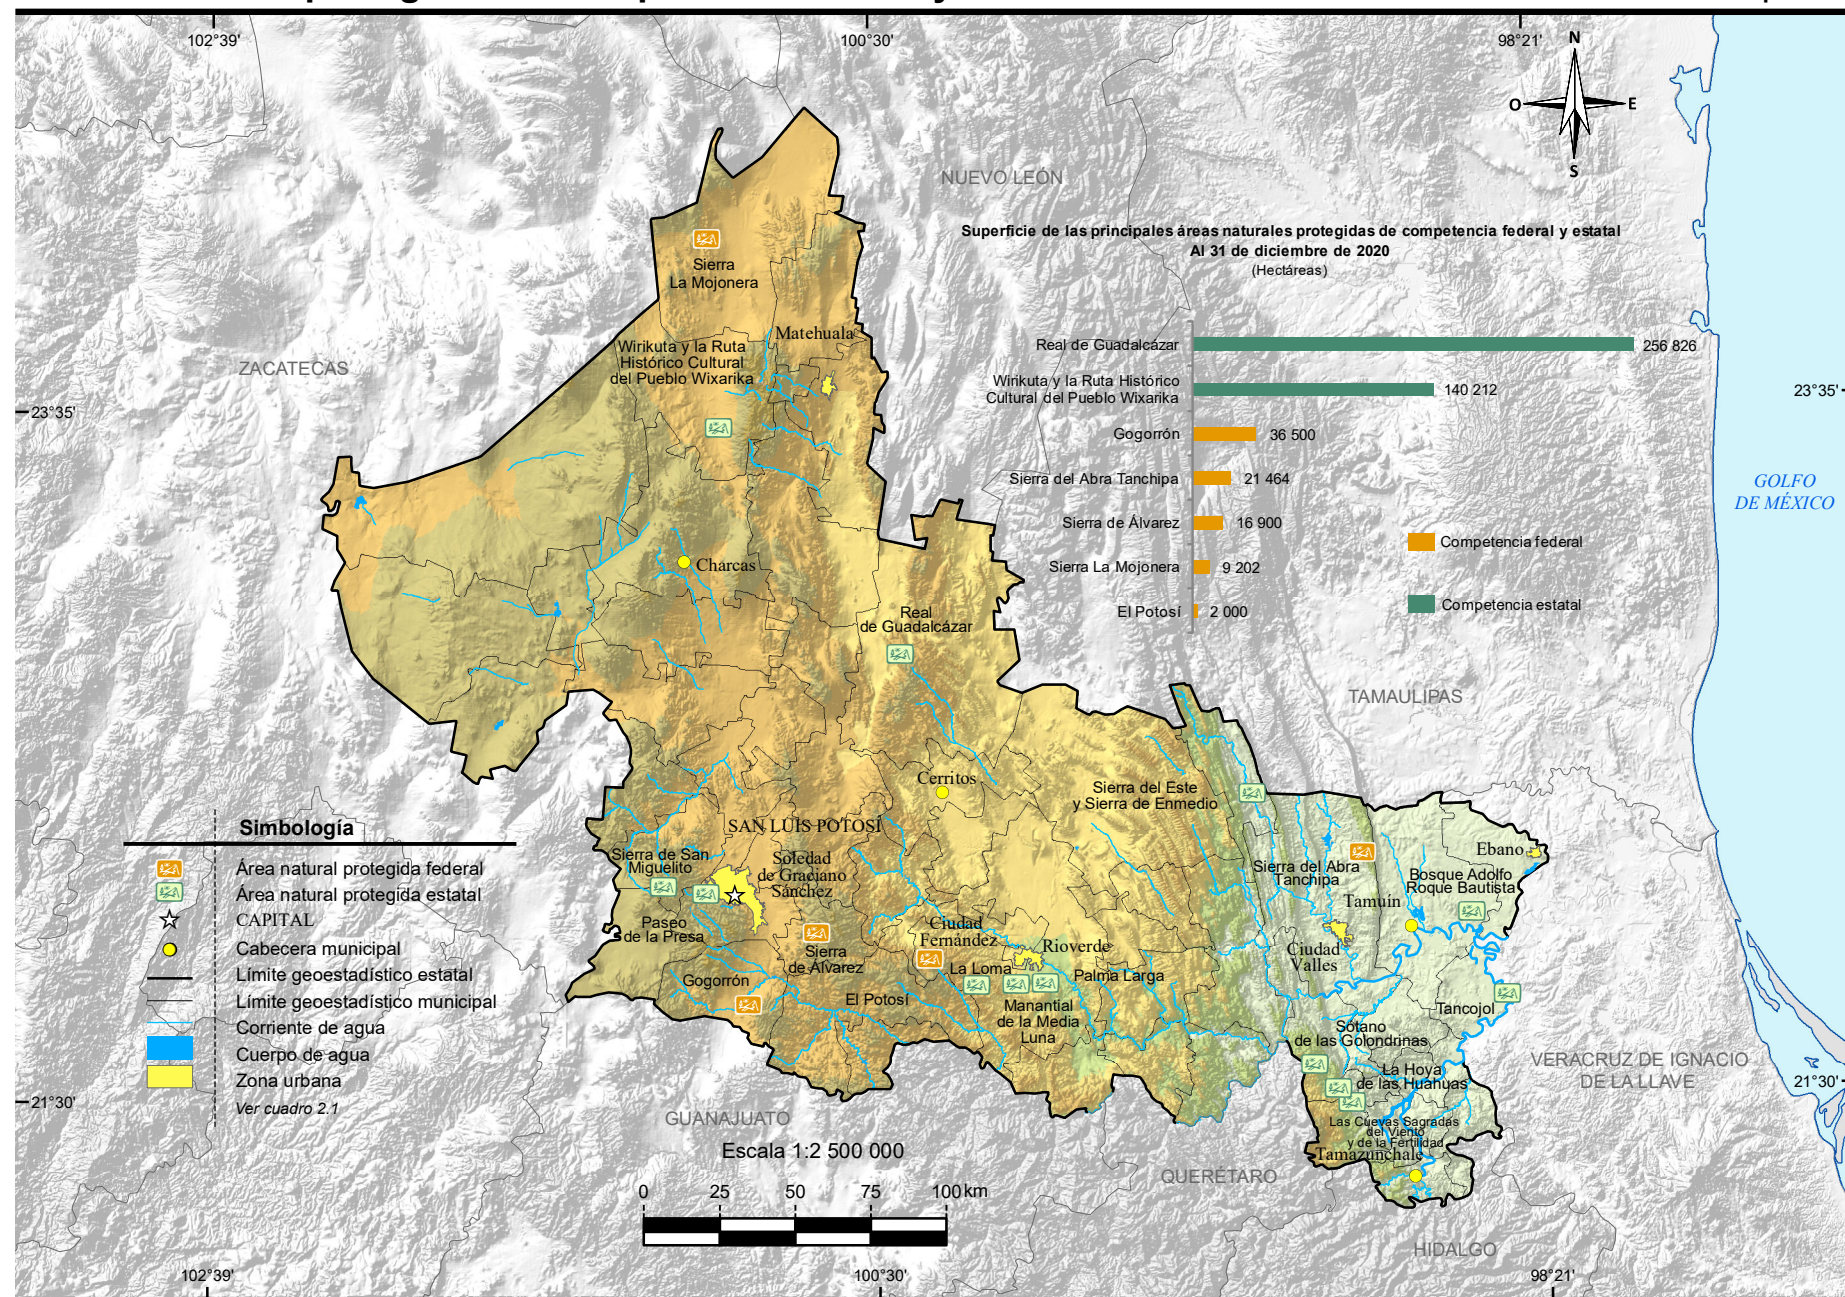 102°39'
100°30'
98°21'
N
O
E
S
NUEVO LEÓN
Superficie de las principales áreas naturales protegidas de competencia federal y estatal
Al 31 de diciembre de 2020
(Hectáreas)
Real de Guadalcázar
256 826
Wirikuta y la Ruta Histórico
Cultural del Pueblo Wixarika
140 212
Gogorrón
36 500
Sierra del Abra Tanchipa
21 464
Sierra de Álvarez
16 900
Sierra La Mojonera
9 202
El Potosí
2 000
Competencia federal
Competencia estatal
Sierra
La Mojonera
Matehuala
Wirikuta y la Ruta
Histórico Cultural
del Pueblo Wixarika
ZACATECAS
23°35'
23°35'
GOLFO
DE MÉXICO
Charcas
Real
de Guadalcázar
TAMAULIPAS
Cerritos
Sierra del Este
y Sierra de Enmedio
SAN LUIS POTOSÍ
Sierra de San
Miguelito
Soledad
de Graciano
Sánchez
Paseo
de la Presa
Sierra
de Álvarez
Gogorrón
El Potosí
Ciudad
Fernández
Rioverde
La Loma
Palma Larga
Manantial
de la Media
Luna
Ebano
Sierra del Abra
Tanchipa
Bosque Adolfo
Roque Bautista
Tamuín
Ciudad
Valles
Tancojol
Sótano
de las Golondrinas
La Hoya
de las Huahuas
Las Cuevas Sagradas
del Viento
y de la Fertilidad
Tamazunchale
VERACRUZ DE IGNACIO
DE LA LLAVE
GUANAJUATO
QUERÉTARO
HIDALGO
Simbología
Área natural protegida federal
Área natural protegida estatal
CAPITAL
Cabecera municipal
Límite geoestadístico estatal
Límite geoestadístico municipal
Corriente de agua
Cuerpo de agua
Zona urbana
Ver cuadro 2.1
21°30'
21°30'
Escala 1:2 500 000
0 25 50 75 100 km
102°39'
100°30'
98°21'